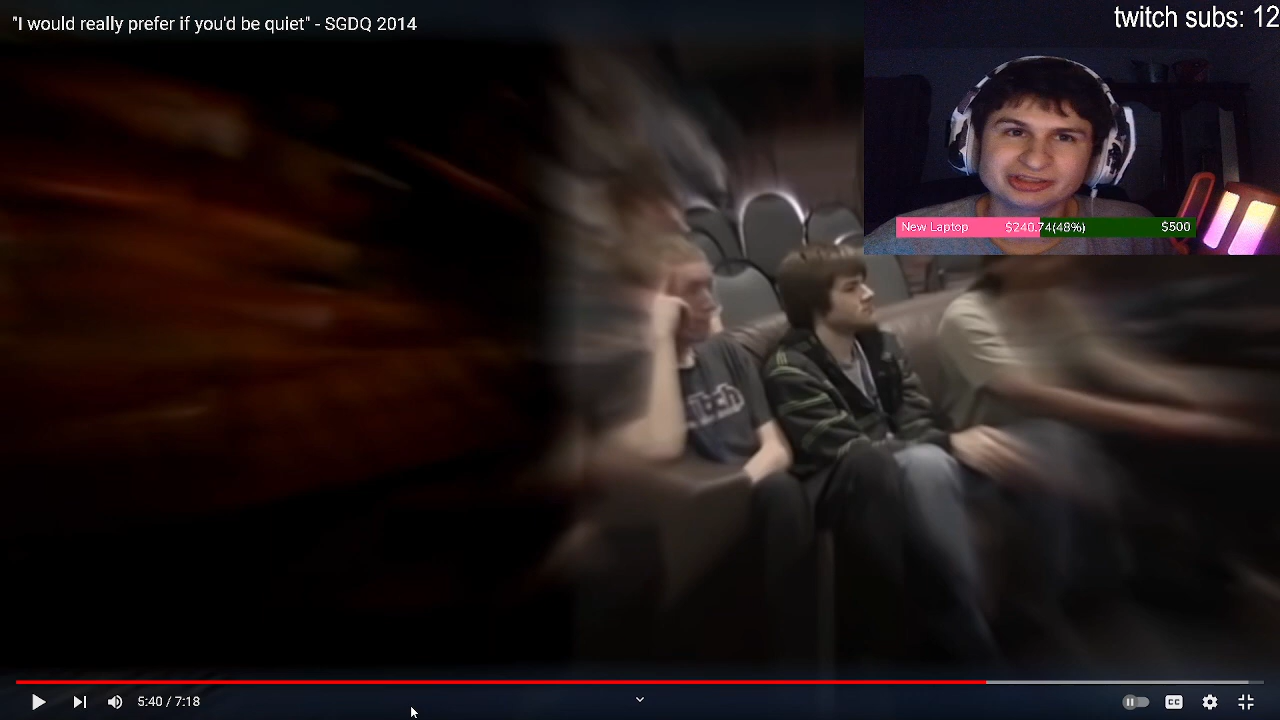 "I would really prefer if you'd be quiet" - SGDQ 2014
twitch subs: 12
New Laptop $240.74(48%) $500
5:40 / 7:18
CC